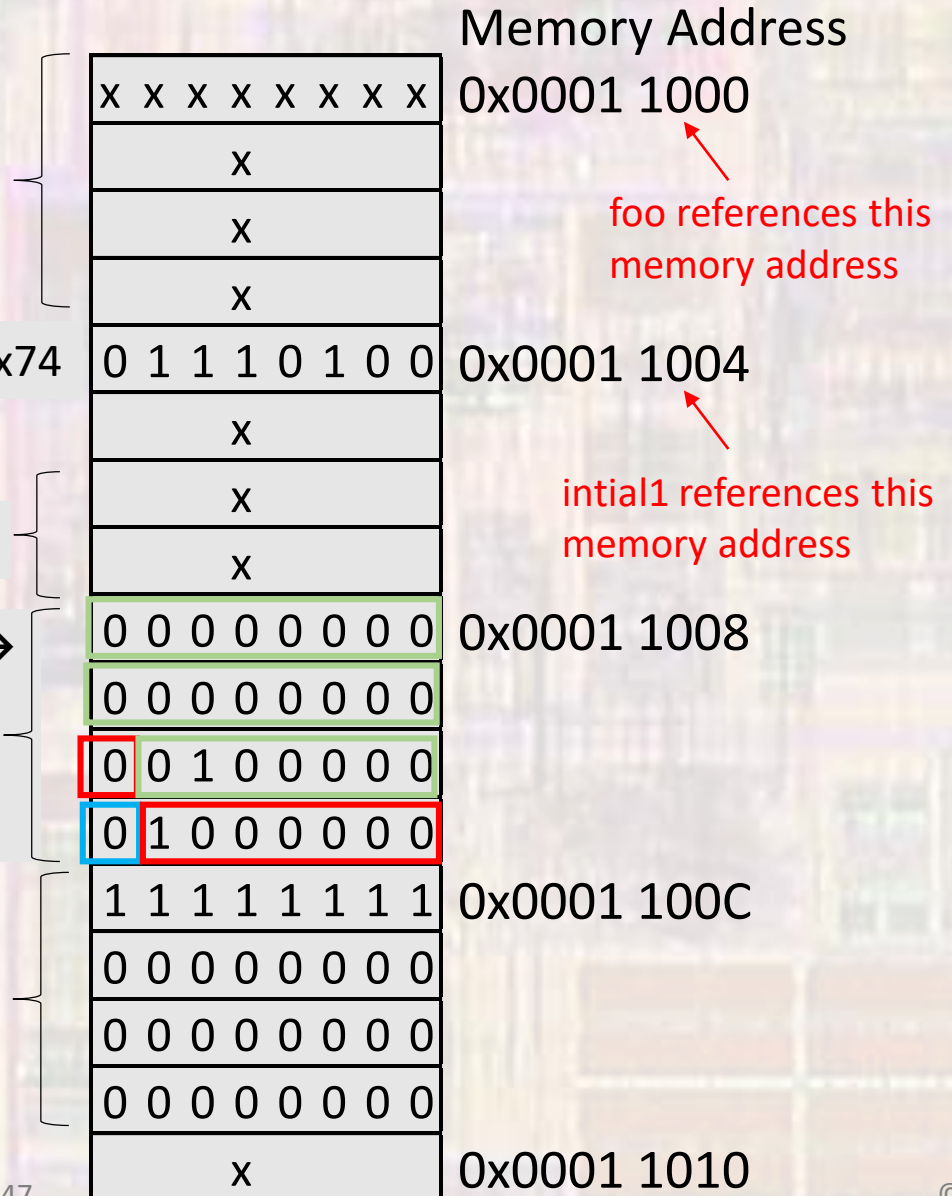 Memory Address
x x x x x x x x 0x0001 1000
x
x
foo references this
memory address
x
x74 0 1 1 1 0 1 0 0 0x0001 1004
x
x
intial1 references this
memory address
x
→ 0 0 0 0 0 0 0 0 0x0001 1008
0 0 0 0 0 0 0 0
0 0 1 0 0 0 0 0
0 1 0 0 0 0 0 0
1 1 1 1 1 1 1 1 0x0001 100C
0 0 0 0 0 0 0 0
0 0 0 0 0 0 0 0
0 0 0 0 0 0 0 0
x 0x0001 1010
47 ©